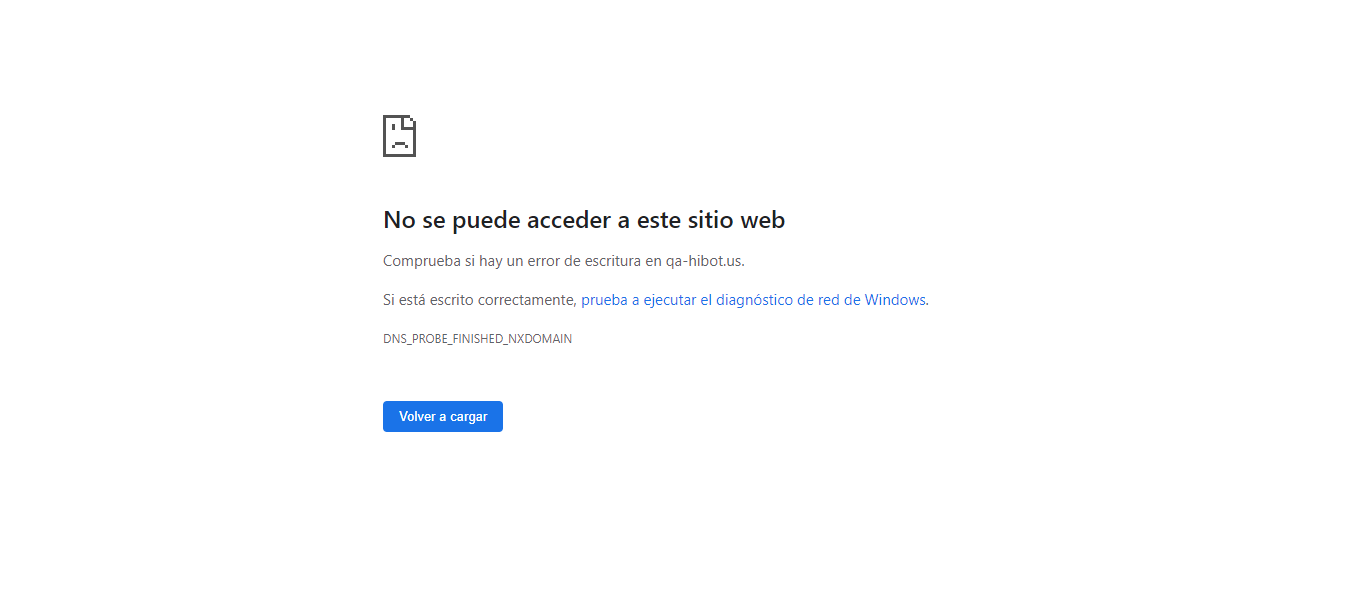 No se puede acceder a este sitio web
Comprueba si hay un error de escritura en qa-hibot.us.
Si está escrito correctamente, prueba a ejecutar el diagnóstico de red de Windows.
DNS_PROBE_FINISHED_NXDOMAIN
Volver a cargar